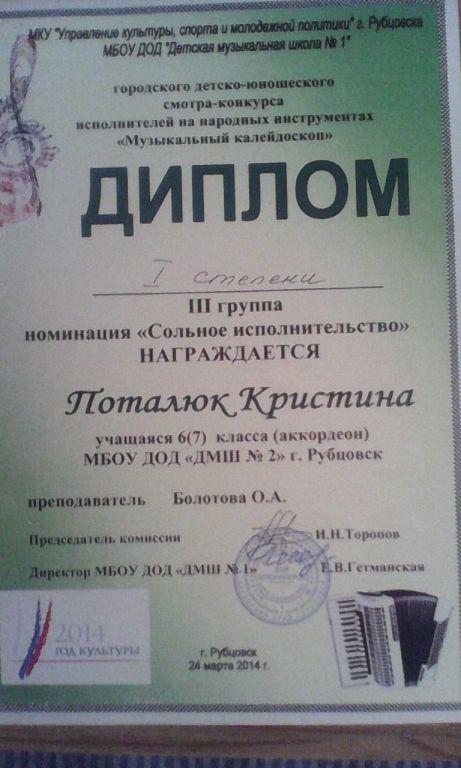 МКУ "Управление культуры, спорта и молодежной политики" г. Рубцовска
МБОУ ДОД "Детская музыкальная школа № 1"
городского детско-юношеского
смотра-конкурса
исполнителей на народных инструментах
«Музыкальный калейдоскоп»
ДИПЛОМ
I степени
III группа
номинация «Сольное исполнительство»
НАГРАЖДАЕТСЯ
Поталюк Кристина
учащаяся 6(7) класса (аккордеон)
МБОУ ДОД «ДМШ № 2» г. Рубцовск
преподаватель Болотова О.А.
Председатель комиссии И.Н.Торопов
Директор МБОУ ДОД «ДМШ № 1» Е.В.Гетманская
2014
ГОД КУЛЬТУРЫ
г. Рубцовск
24 марта 2014 г.